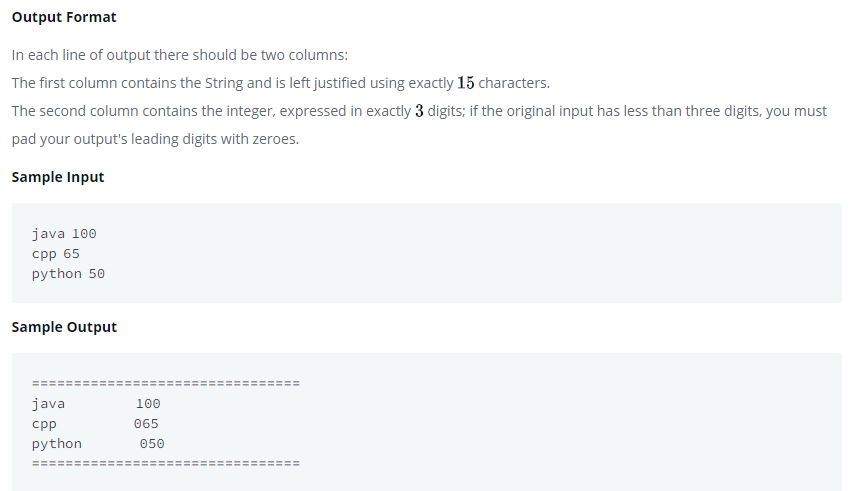 Output Format
In each line of output there should be two columns:
The first column contains the String and is left justified using exactly 15 characters.
The second column contains the integer, expressed in exactly 3 digits; if the original input has less than three digits, you must
pad your output's leading digits with zeroes.
Sample Input
java 100
cpp 65
python 50
Sample Output
================================
java           100
cpp            065
python         050
================================